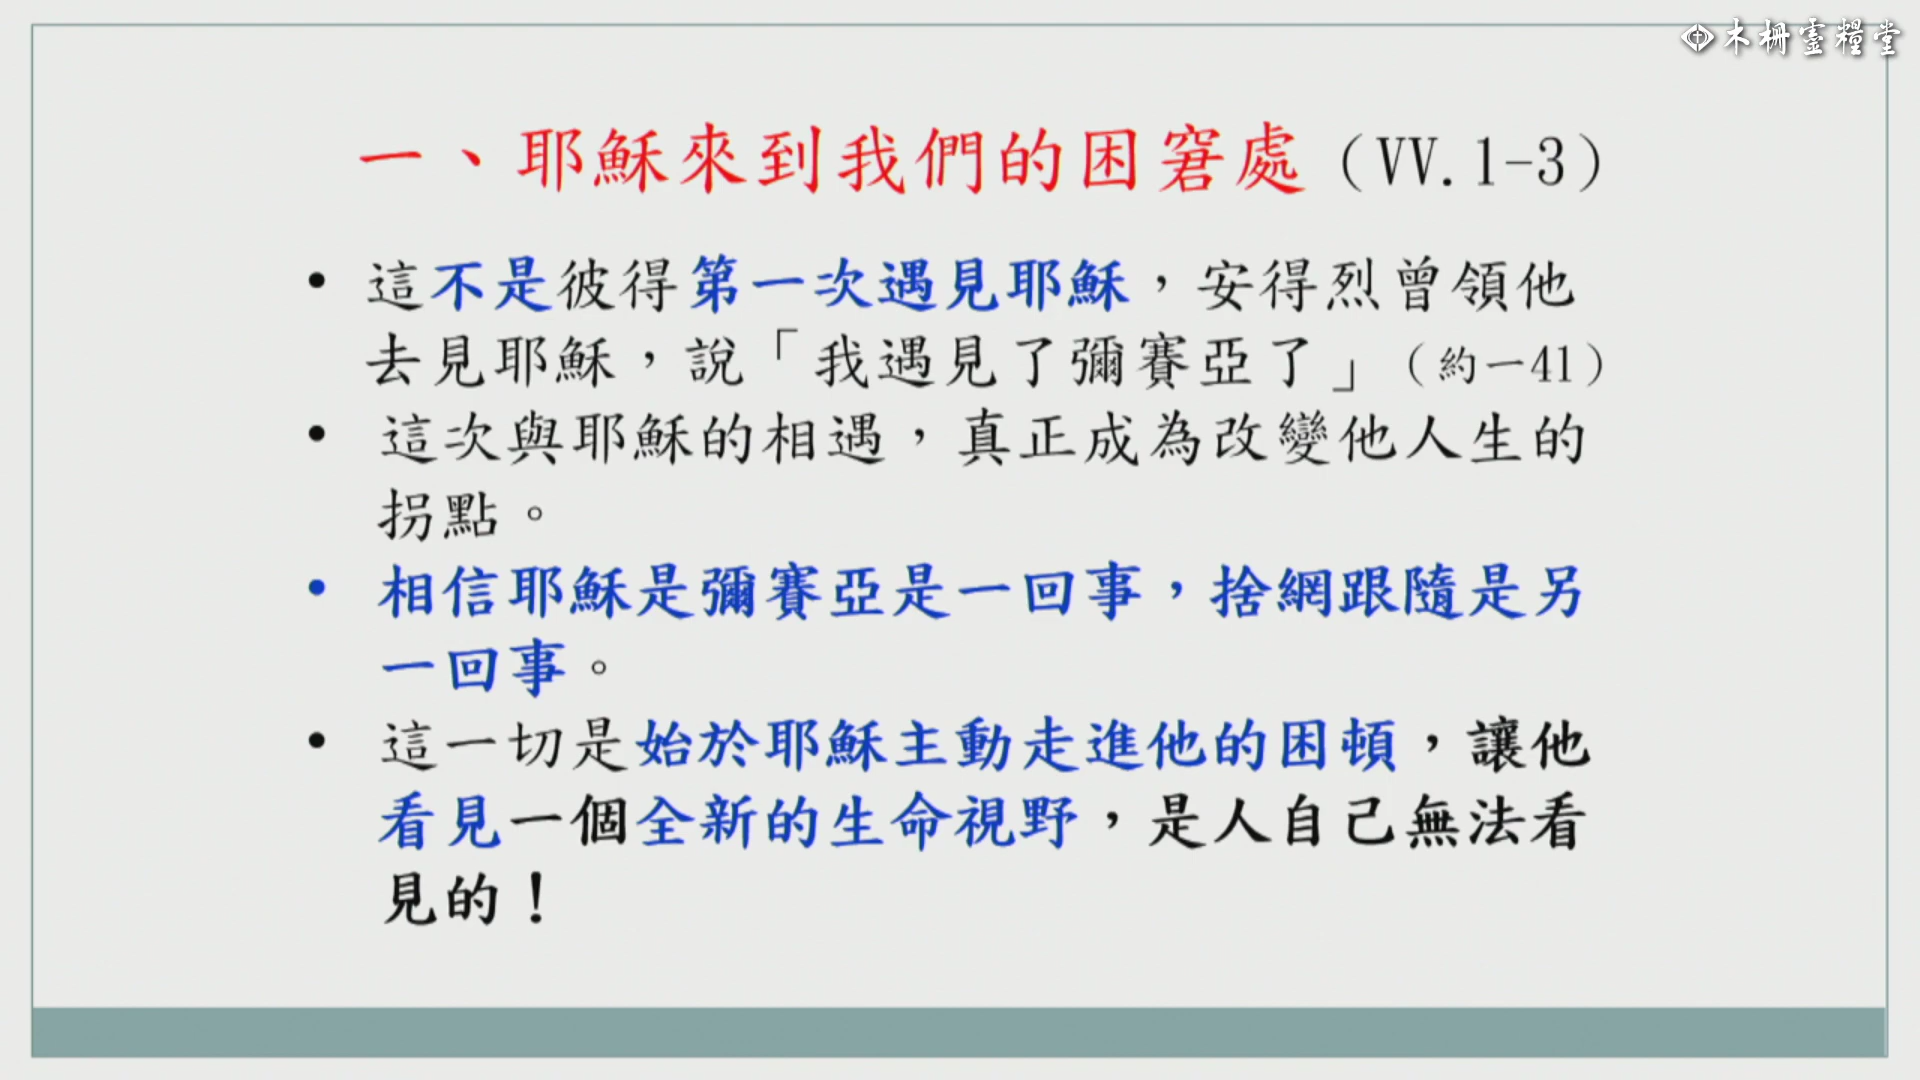 木柵靈糧堂
一、耶穌來到我們的困窘處（VV.1-3）
• 這不是彼得第一次遇見耶穌，安得烈曾領他
去見耶穌，說「我遇見了彌賽亞了」（約一41）
• 這次與耶穌的相遇，真正成為改變他人生的
拐點。
• 相信耶穌是彌賽亞是一回事，捨網跟隨是另
一回事。
• 這一切是始於耶穌主動走進他的困頓，讓他
看見一個全新的生命視野，是人自己無法看
見的！